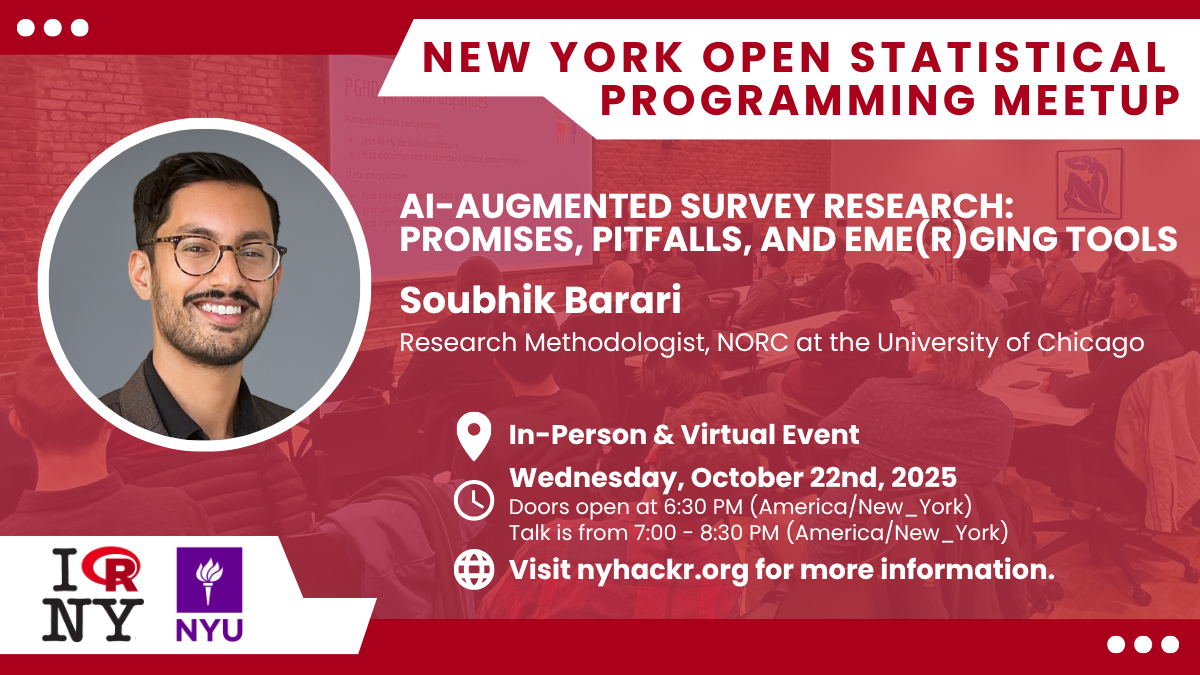 NEW YORK OPEN STATISTICAL
PROGRAMMING MEETUP
AI-AUGMENTED SURVEY RESEARCH:
PROMISES, PITFALLS, AND EME(R)GING TOOLS
Soubhik Barari
Research Methodologist, NORC at the University of Chicago
In-Person & Virtual Event
Wednesday, October 22nd, 2025
Doors open at 6:30 PM (America/New_York)
Talk is from 7:00 - 8:30 PM (America/New_York)
Visit nyhackr.org for more information.
I R
NY
NYU